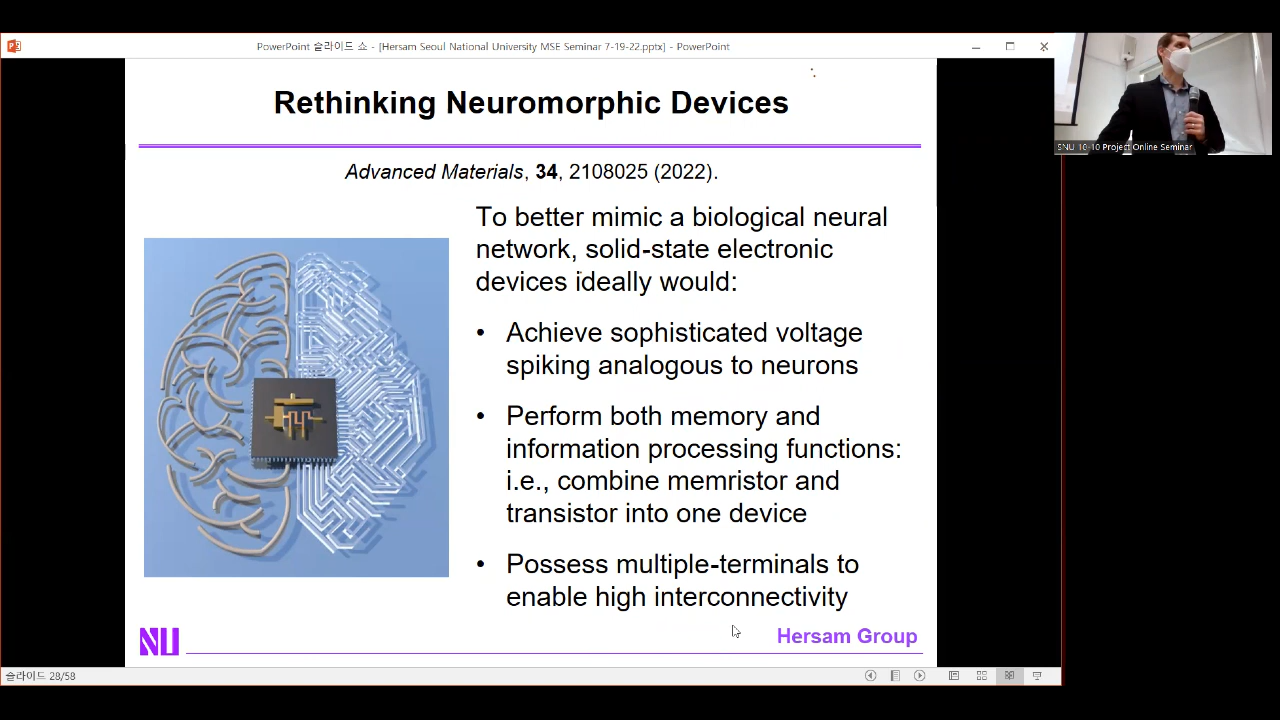 PowerPoint 슬라이드 쇼 - [Hersam Seoul National University MSE Seminar 7-19-22.pptx] - PowerPoint
Rethinking Neuromorphic Devices
Advanced Materials, 34, 2108025 (2022).
To better mimic a biological neural
network, solid-state electronic
devices ideally would:
• Achieve sophisticated voltage
spiking analogous to neurons
• Perform both memory and
information processing functions:
i.e., combine memristor and
transistor into one device
• Possess multiple-terminals to
enable high interconnectivity
NU
Hersam Group
슬라이드 28/58
SNU 10-10 Project Online Seminar